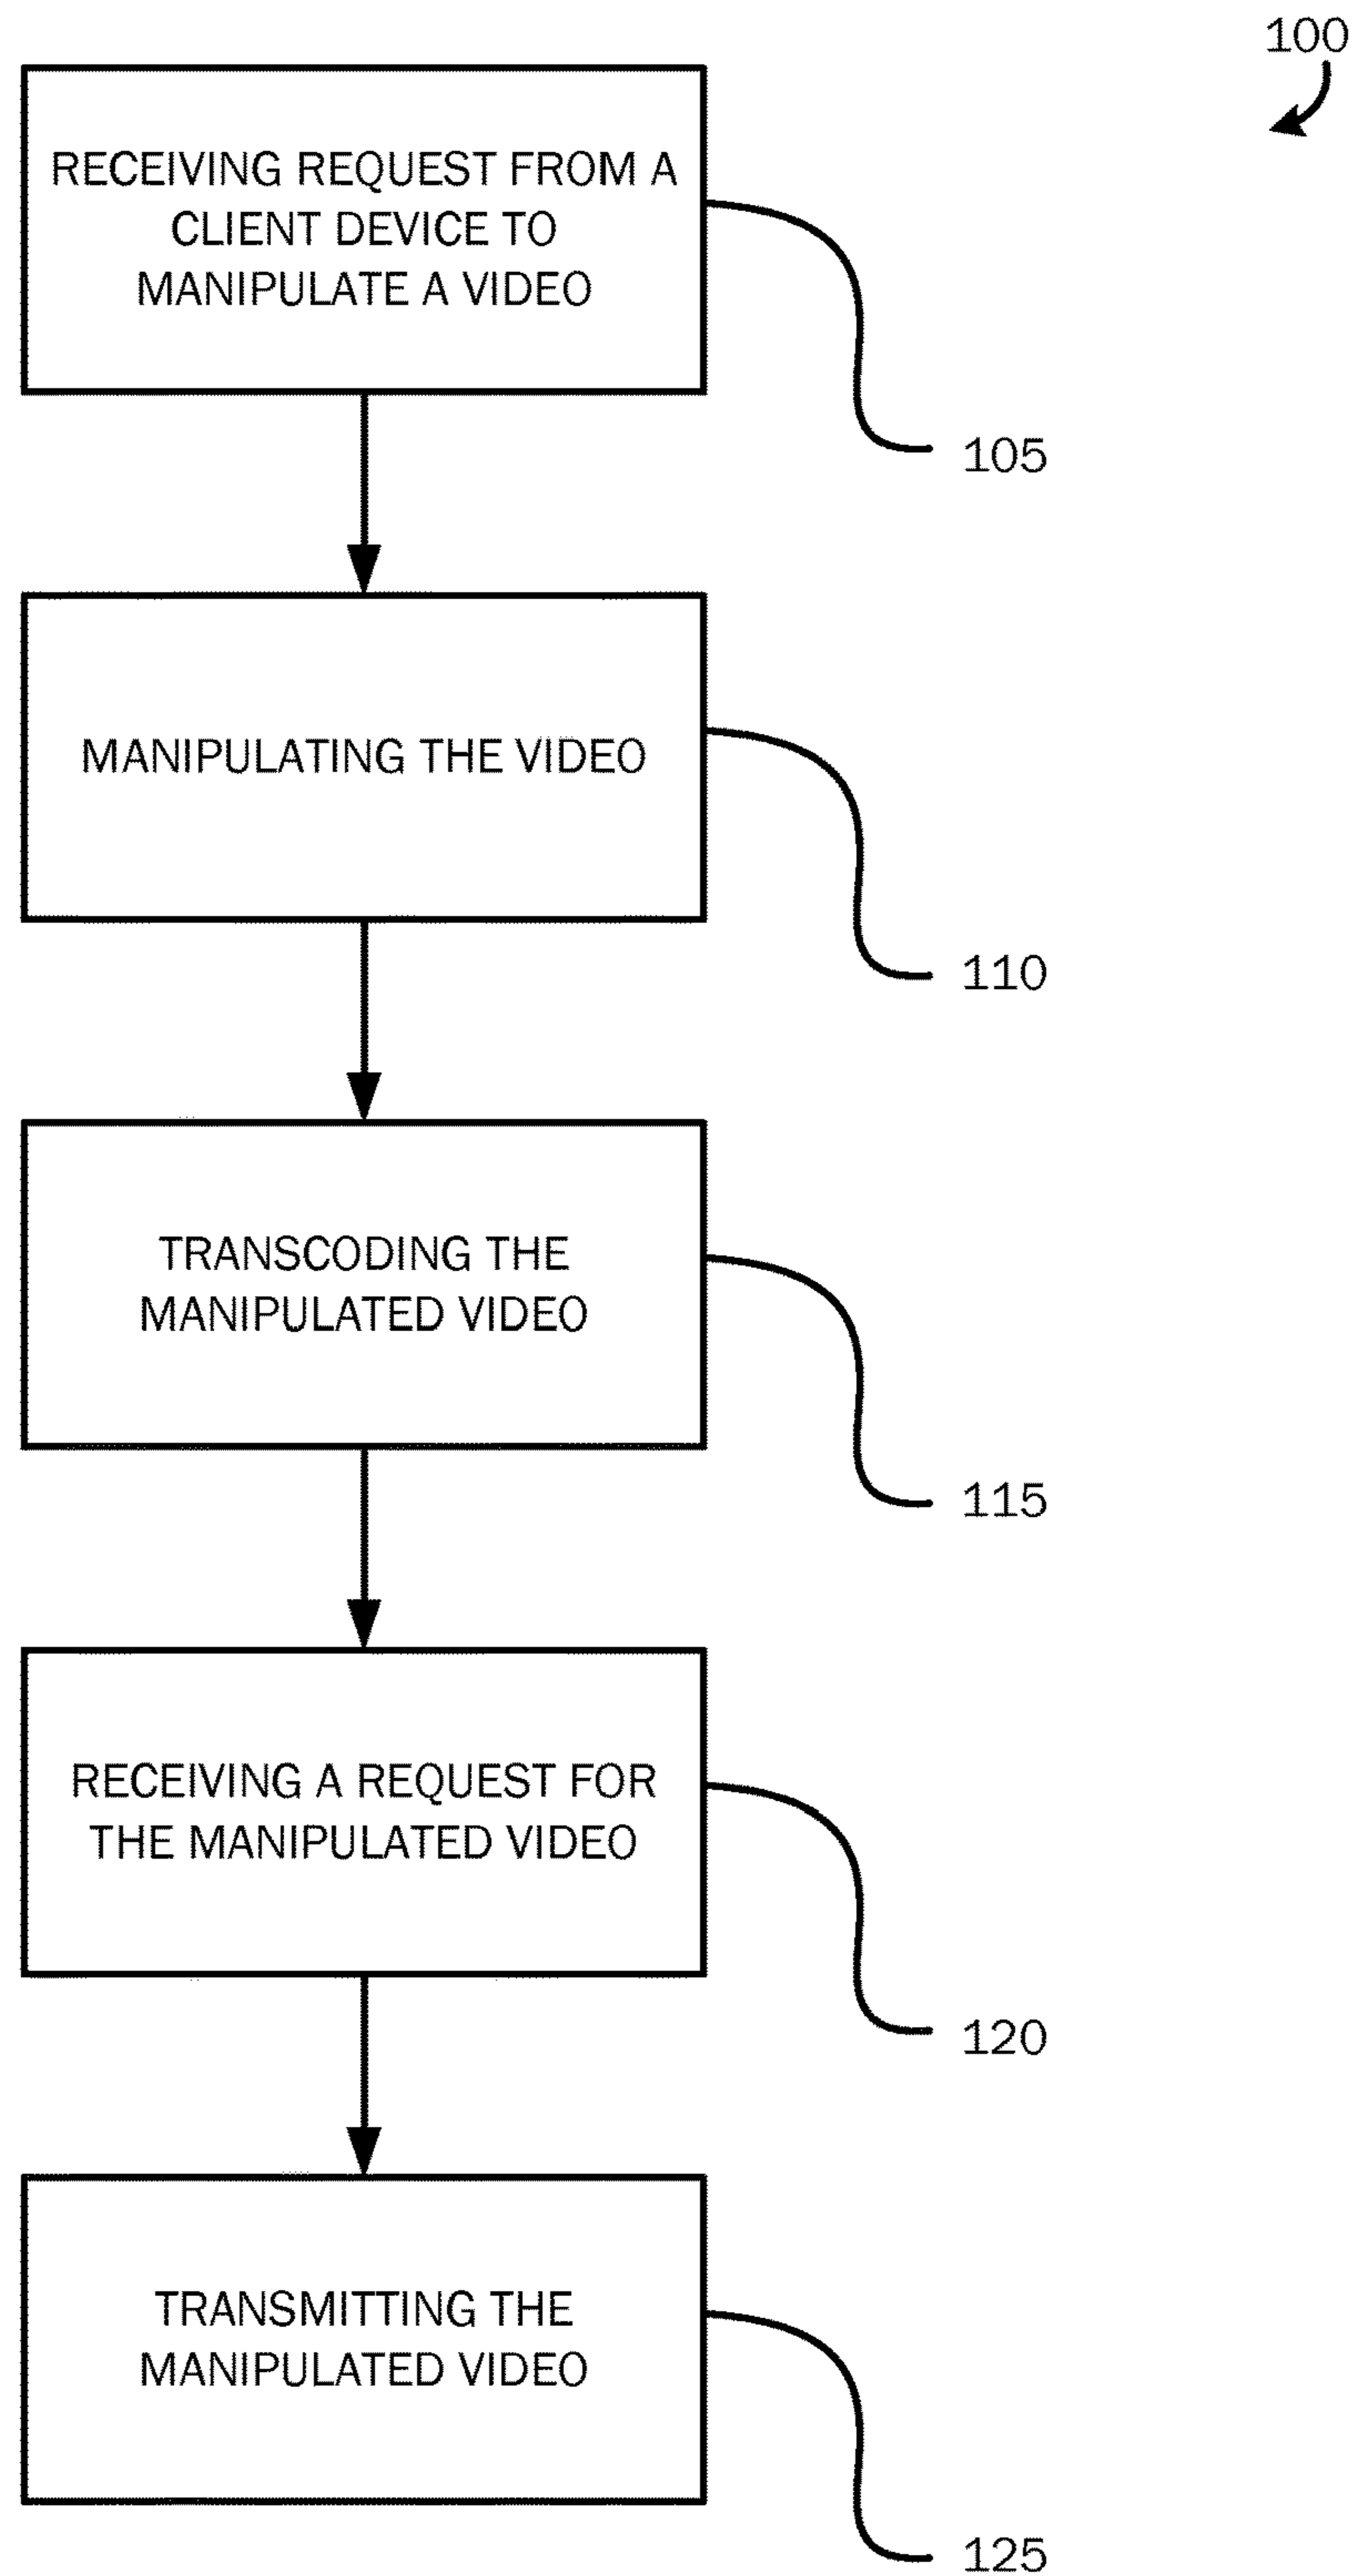 100
RECEIVING REQUEST FROM A
CLIENT DEVICE TO
MANIPULATE A VIDEO
105
MANIPULATING THE VIDEO
110
TRANSCODING THE
MANIPULATED VIDEO
115
RECEIVING A REQUEST FOR
THE MANIPULATED VIDEO
120
TRANSMITTING THE
MANIPULATED VIDEO
125